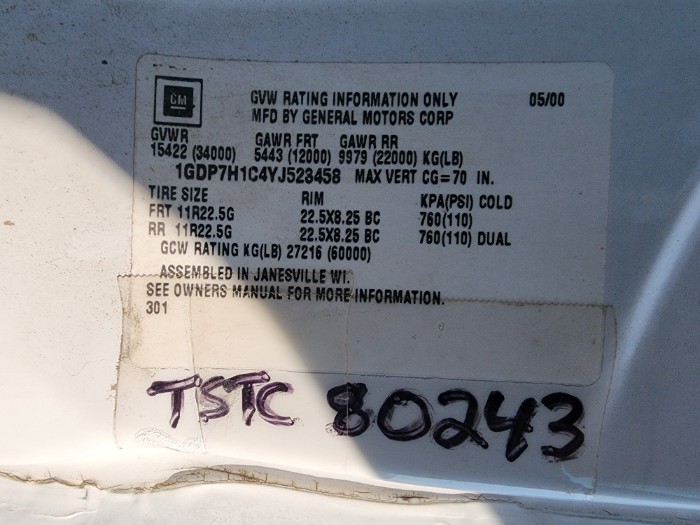 GM
GVW RATING INFORMATION ONLY 05/00
MFD BY GENERAL MOTORS CORP
GVWR GAWR FRT GAWR RR
15422 (34000) 5443 (12000) 9979 (22000) KG(LB)
1GDP7H1C4YJ523458 MAX VERT CG=70 IN.
TIRE SIZE RIM KPA(PSI) COLD
FRT 11R22.5G 22.5X8.25 BC 760(110)
RR 11R22.5G 22.5X8.25 BC 760(110) DUAL
GCW RATING KG(LB) 27216 (60000)
ASSEMBLED IN JANESVILLE WI.
SEE OWNERS MANUAL FOR MORE INFORMATION.
301
TSTC 80243